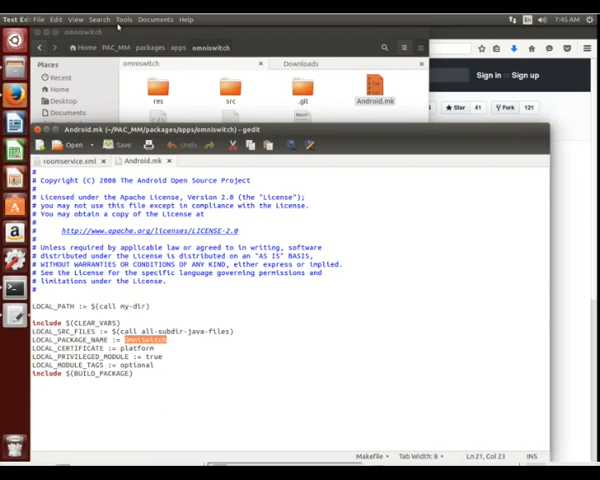 Text Edi File Edit View Search Tools Documents Help
En 7:45 AM
omniswitch
Home PAC_MM packages apps omniswitch
Places
omniswitch
Downloads
Recent
Home
Desktop
Documents
res
src
.git
Android.mk
Sign in or Sign up
Star 41 Fork 121
Android.mk (~/PAC_MM/packages/apps/omniswitch) - gedit
Open Save Undo
roomservice.xml
Android.mk
#
# Copyright (C) 2008 The Android Open Source Project
#
# Licensed under the Apache License, Version 2.0 (the "License");
# you may not use this file except in compliance with the License.
# You may obtain a copy of the License at
#
# http://www.apache.org/licenses/LICENSE-2.0
#
# Unless required by applicable law or agreed to in writing, software
# distributed under the License is distributed on an "AS IS" BASIS,
# WITHOUT WARRANTIES OR CONDITIONS OF ANY KIND, either express or implied.
# See the License for the specific language governing permissions and
# limitations under the License.
#
LOCAL_PATH := $(call my-dir)
include $(CLEAR_VARS)
LOCAL_SRC_FILES := $(call all-subdir-java-files)
LOCAL_PACKAGE_NAME := OmniSwitch
LOCAL_CERTIFICATE := platform
LOCAL_PRIVILEGED_MODULE := true
LOCAL_MODULE_TAGS := optional
include $(BUILD_PACKAGE)
Makefile Tab Width: 8 Ln 21, Col 23 INS